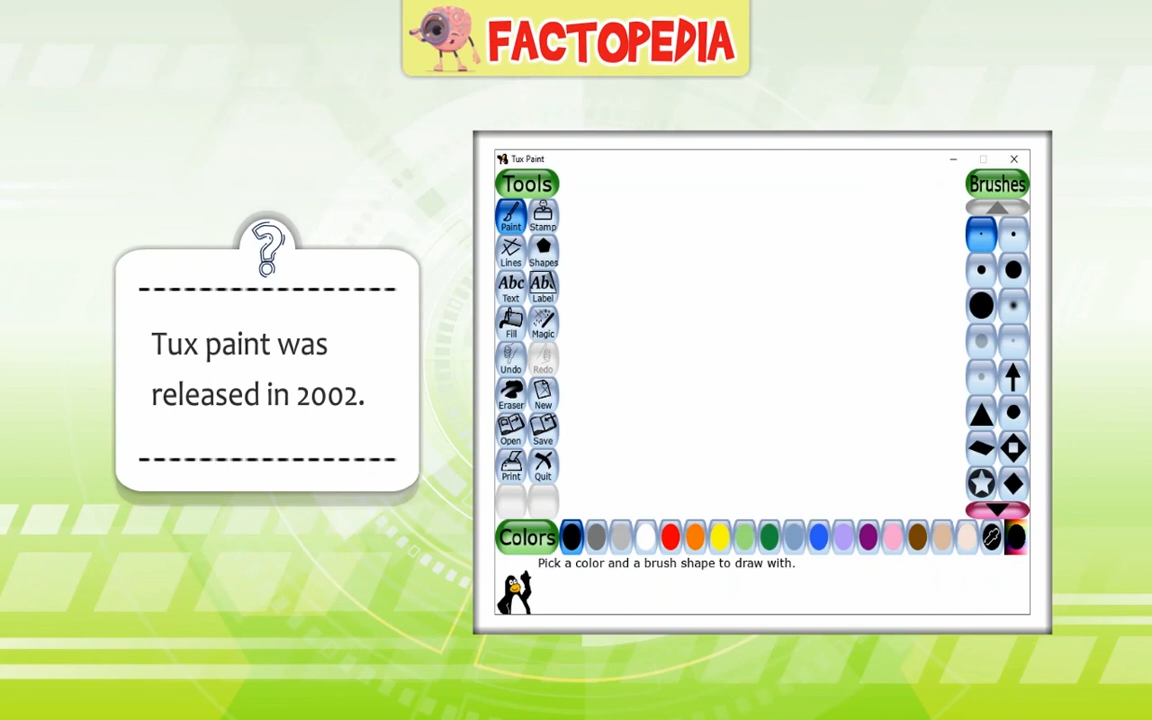 FACTOPEDIA
Tux paint was
released in 2002.
Tux Paint
Tools
Brushes
Paint Stamp
Lines Shapes
Abc Abc
Text Label
Fill Magic
Undo Redo
Eraser New
Open Save
Print Quit
Colors
Pick a color and a brush shape to draw with.